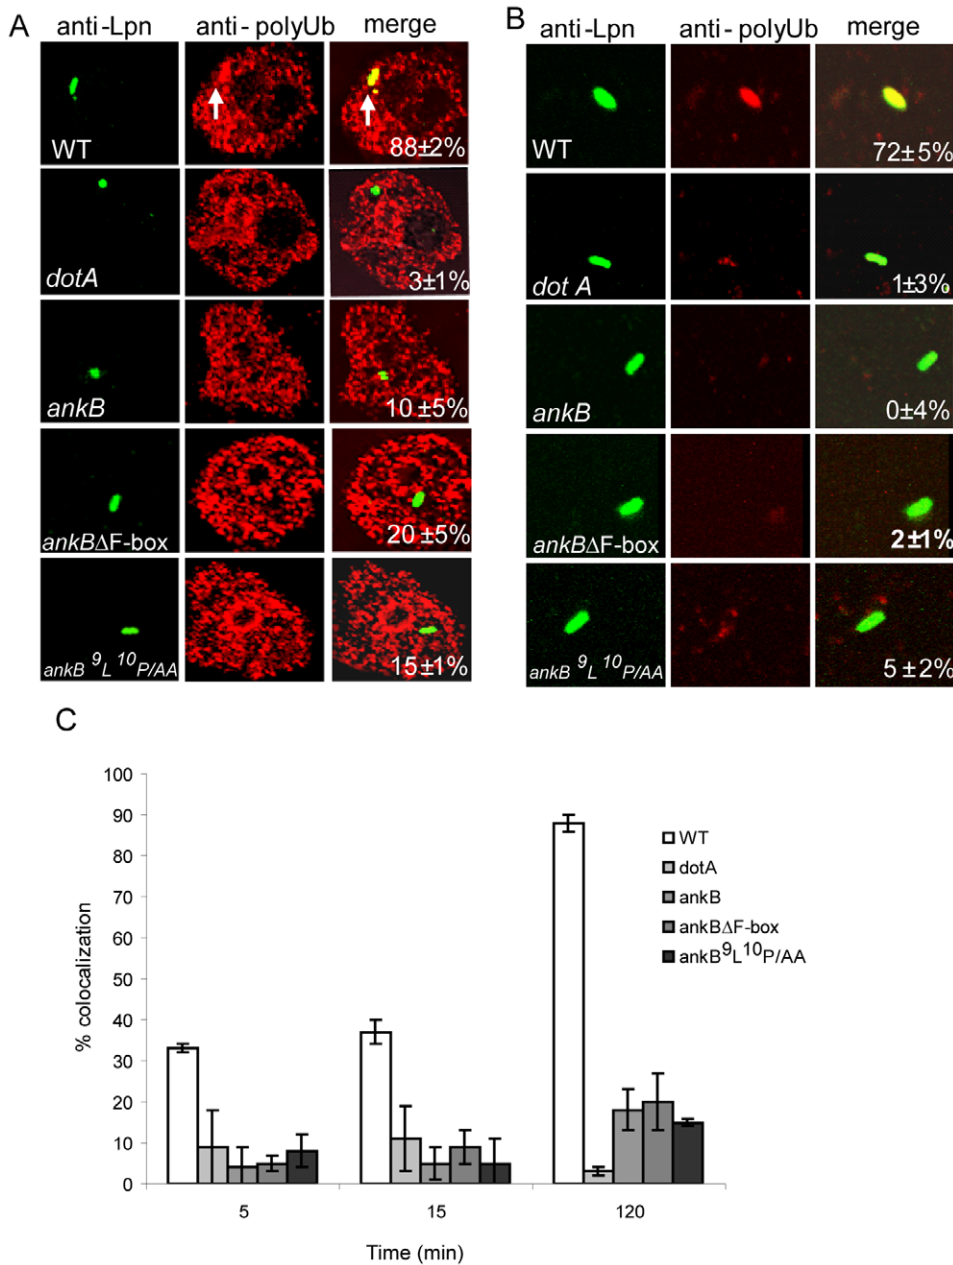 A
anti-Lpn anti-polyUb merge
WT 88±2%
dotA 3±1%
ankB 10±5%
ankBΔF-box 20±5%
ankB 9L 10P/AA 15±1%
B
anti-Lpn anti-polyUb merge
WT 72±5%
dot A 1±3%
ankB 0±4%
ankBΔF-box 2±1%
ankB 9L 10P/AA 5±2%
C
100
90
80
70
60
50
40
30
20
10
0
% colocalization
5 15 120
Time (min)
WT
dotA
ankB
ankBΔF-box
ankB9L10P/AA